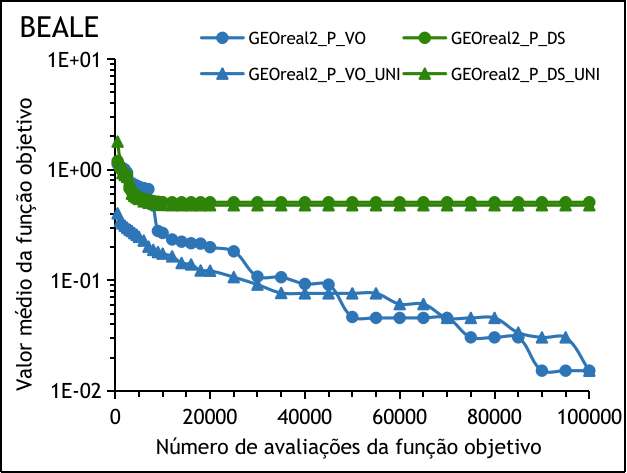 BEALE
GEOreal2_P_VO
GEOreal2_P_DS
GEOreal2_P_VO_UNI
GEOreal2_P_DS_UNI
Valor médio da função objetivo
1E+01
1E+00
1E-01
1E-02
0 20000 40000 60000 80000 100000
Número de avaliações da função objetivo